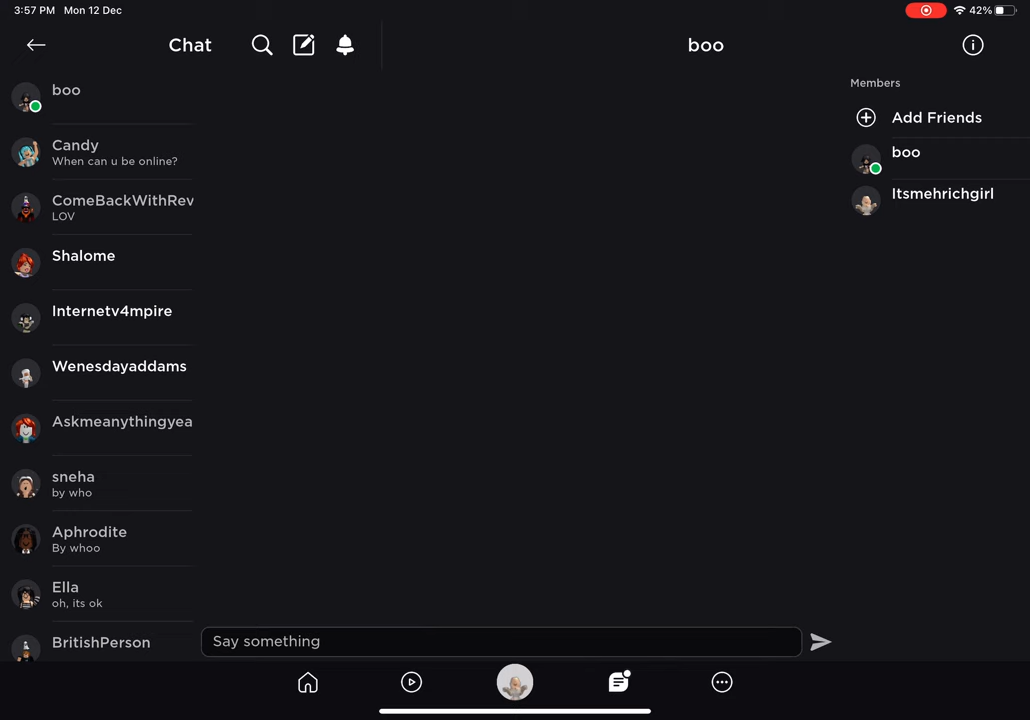 3:57 PM Mon 12 Dec
42%
Chat
boo
boo
Candy
When can u be online?
ComeBackWithRev
LOV
Shalome
Internetv4mpire
Wenesdayaddams
Askmeanythingyea
sneha
by who
Aphrodite
By whoo
Ella
oh, its ok
BritishPerson
Say something
Members
Add Friends
boo
Itsmehrichgirl